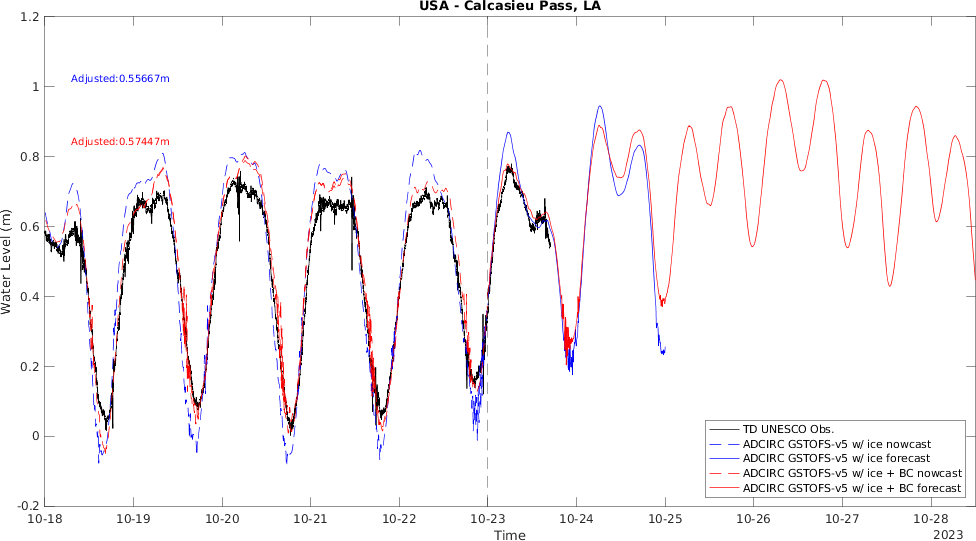 USA - Calcasieu Pass, LA
1.2
1
0.8
0.6
0.4
0.2
0
-0.2
Water Level (m)
Adjusted:0.55667m
Adjusted:0.57447m
TD UNESCO Obs.
ADCIRC GSTOFS-v5 w/ ice nowcast
ADCIRC GSTOFS-v5 w/ ice forecast
ADCIRC GSTOFS-v5 w/ ice + BC nowcast
ADCIRC GSTOFS-v5 w/ ice + BC forecast
10-18 10-19 10-20 10-21 10-22 10-23 10-24 10-25 10-26 10-27 10-28
Time
2023